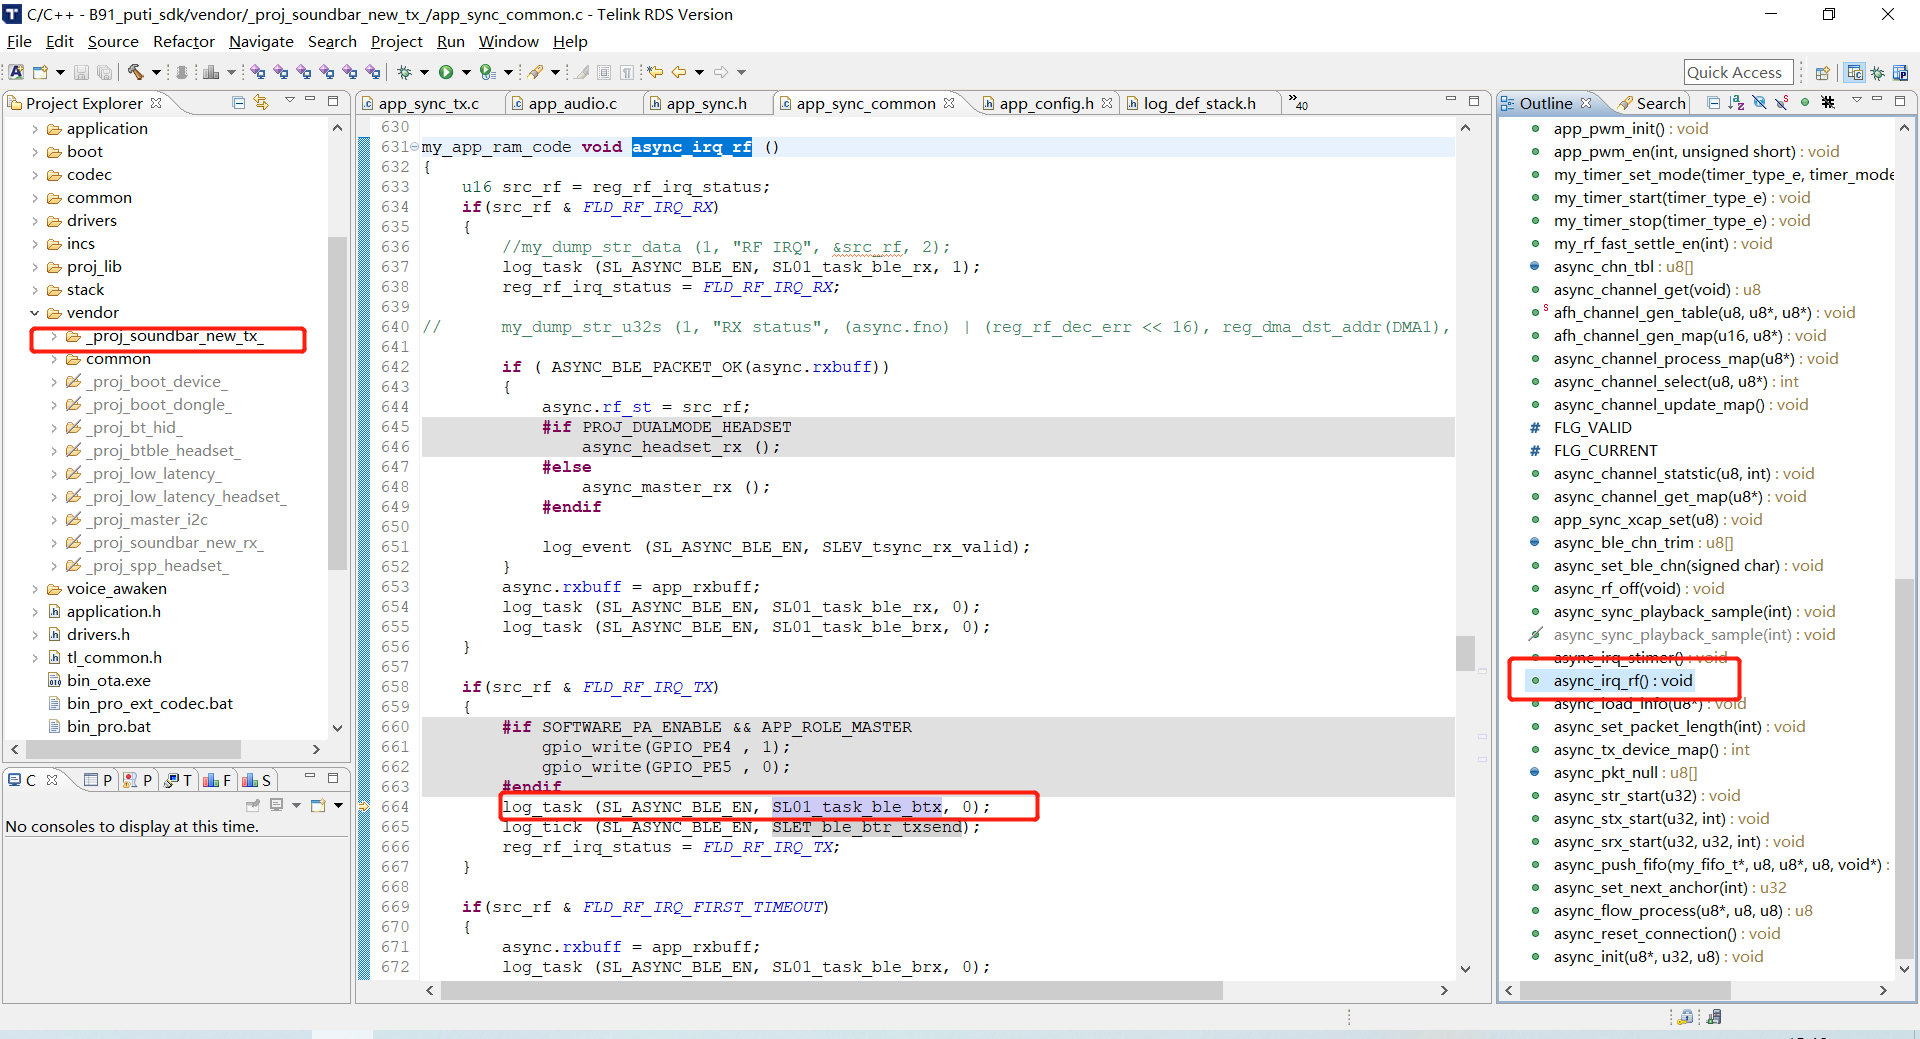 C/C++ - B91_puti_sdk/vendor/_proj_soundbar_new_tx_/app_sync_common.c - Telink RDS Version
File Edit Source Refactor Navigate Search Project Run Window Help
Quick Access
Project Explorer
application
boot
codec
common
drivers
incs
proj_lib
stack
vendor
_proj_soundbar_new_tx_
common
_proj_boot_device_
_proj_boot_dongle_
_proj_bt_hid_
_proj_btble_headset_
_proj_low_latency_
_proj_low_latency_headset_
_proj_master_i2c
_proj_soundbar_new_rx_
_proj_spp_headset_
voice_awaken
application.h
drivers.h
tl_common.h
bin_ota.exe
bin_pro_ext_codec.bat
bin_pro.bat
C P P T F S
No consoles to display at this time.
app_sync_tx.c app_audio.c app_sync.h app_sync_common app_config.h log_def_stack.h »40
630
631 my_app_ram_code void async_irq_rf ()
632 {
633 u16 src_rf = reg_rf_irq_status;
634 if(src_rf & FLD_RF_IRQ_RX)
635 {
636 //my_dump_str_data (1, "RF IRQ", &src_rf, 2);
637 log_task (SL_ASYNC_BLE_EN, SL01_task_ble_rx, 1);
638 reg_rf_irq_status = FLD_RF_IRQ_RX;
639
640 // my_dump_str_u32s (1, "RX status", (async.fno) | (reg_rf_dec_err << 16), reg_dma_dst_addr(DMA1),
641
642 if ( ASYNC_BLE_PACKET_OK(async.rxbuff))
643 {
644 async.rf_st = src_rf;
645 #if PROJ_DUALMODE_HEADSET
646 async_headset_rx ();
647 #else
648 async_master_rx ();
649 #endif
650
651 log_event (SL_ASYNC_BLE_EN, SLEV_tsync_rx_valid);
652 }
653 async.rxbuff = app_rxbuff;
654 log_task (SL_ASYNC_BLE_EN, SL01_task_ble_rx, 0);
655 log_task (SL_ASYNC_BLE_EN, SL01_task_ble_brx, 0);
656 }
657
658 if(src_rf & FLD_RF_IRQ_TX)
659 {
660 #if SOFTWARE_PA_ENABLE && APP_ROLE_MASTER
661 gpio_write(GPIO_PE4 , 1);
662 gpio_write(GPIO_PE5 , 0);
663 #endif
664 log_task (SL_ASYNC_BLE_EN, SL01_task_ble_btx, 0);
665 log_tick (SL_ASYNC_BLE_EN, SLET_ble_btr_txsend);
666 reg_rf_irq_status = FLD_RF_IRQ_TX;
667 }
668
669 if(src_rf & FLD_RF_IRQ_FIRST_TIMEOUT)
670 {
671 async.rxbuff = app_rxbuff;
672 log_task (SL_ASYNC_BLE_EN, SL01_task_ble_brx, 0);
Outline Search
app_pwm_init() : void
app_pwm_en(int, unsigned short) : void
my_timer_set_mode(timer_type_e, timer_mode
my_timer_start(timer_type_e) : void
my_timer_stop(timer_type_e) : void
my_rf_fast_settle_en(int) : void
async_chn_tbl : u8[]
async_channel_get(void) : u8
afh_channel_gen_table(u8, u8*, u8*) : void
afh_channel_gen_map(u16, u8*) : void
async_channel_process_map(u8*) : void
async_channel_select(u8, u8*) : int
async_channel_update_map() : void
FLG_VALID
FLG_CURRENT
async_channel_statstic(u8, int) : void
async_channel_get_map(u8*) : void
app_sync_xcap_set(u8) : void
async_ble_chn_trim : u8[]
async_set_ble_chn(signed char) : void
async_rf_off(void) : void
async_sync_playback_sample(int) : void
async_sync_playback_sample(int) : void
async_irq_stimer() : void
async_irq_rf() : void
async_load_info(u8*) : void
async_set_packet_length(int) : void
async_tx_device_map() : int
async_pkt_null : u8[]
async_str_start(u32) : void
async_stx_start(u32, int) : void
async_srx_start(u32, u32, int) : void
async_push_fifo(my_fifo_t*, u8, u8*, u8, void*) :
async_set_next_anchor(int) : u32
async_flow_process(u8*, u8, u8) : u8
async_reset_connection() : void
async_init(u8*, u32, u8) : void